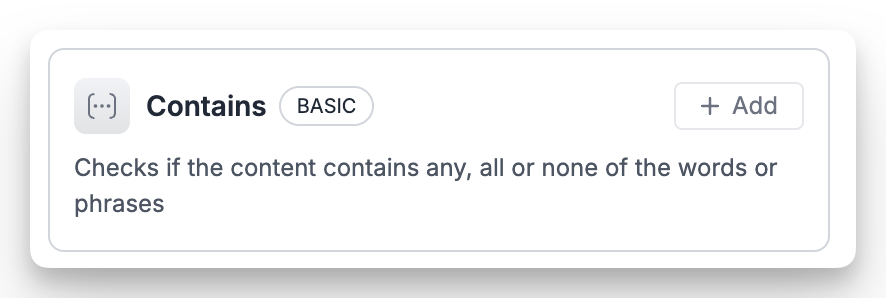 Contains BASIC + Add
Checks if the content contains any, all or none of the words or
phrases